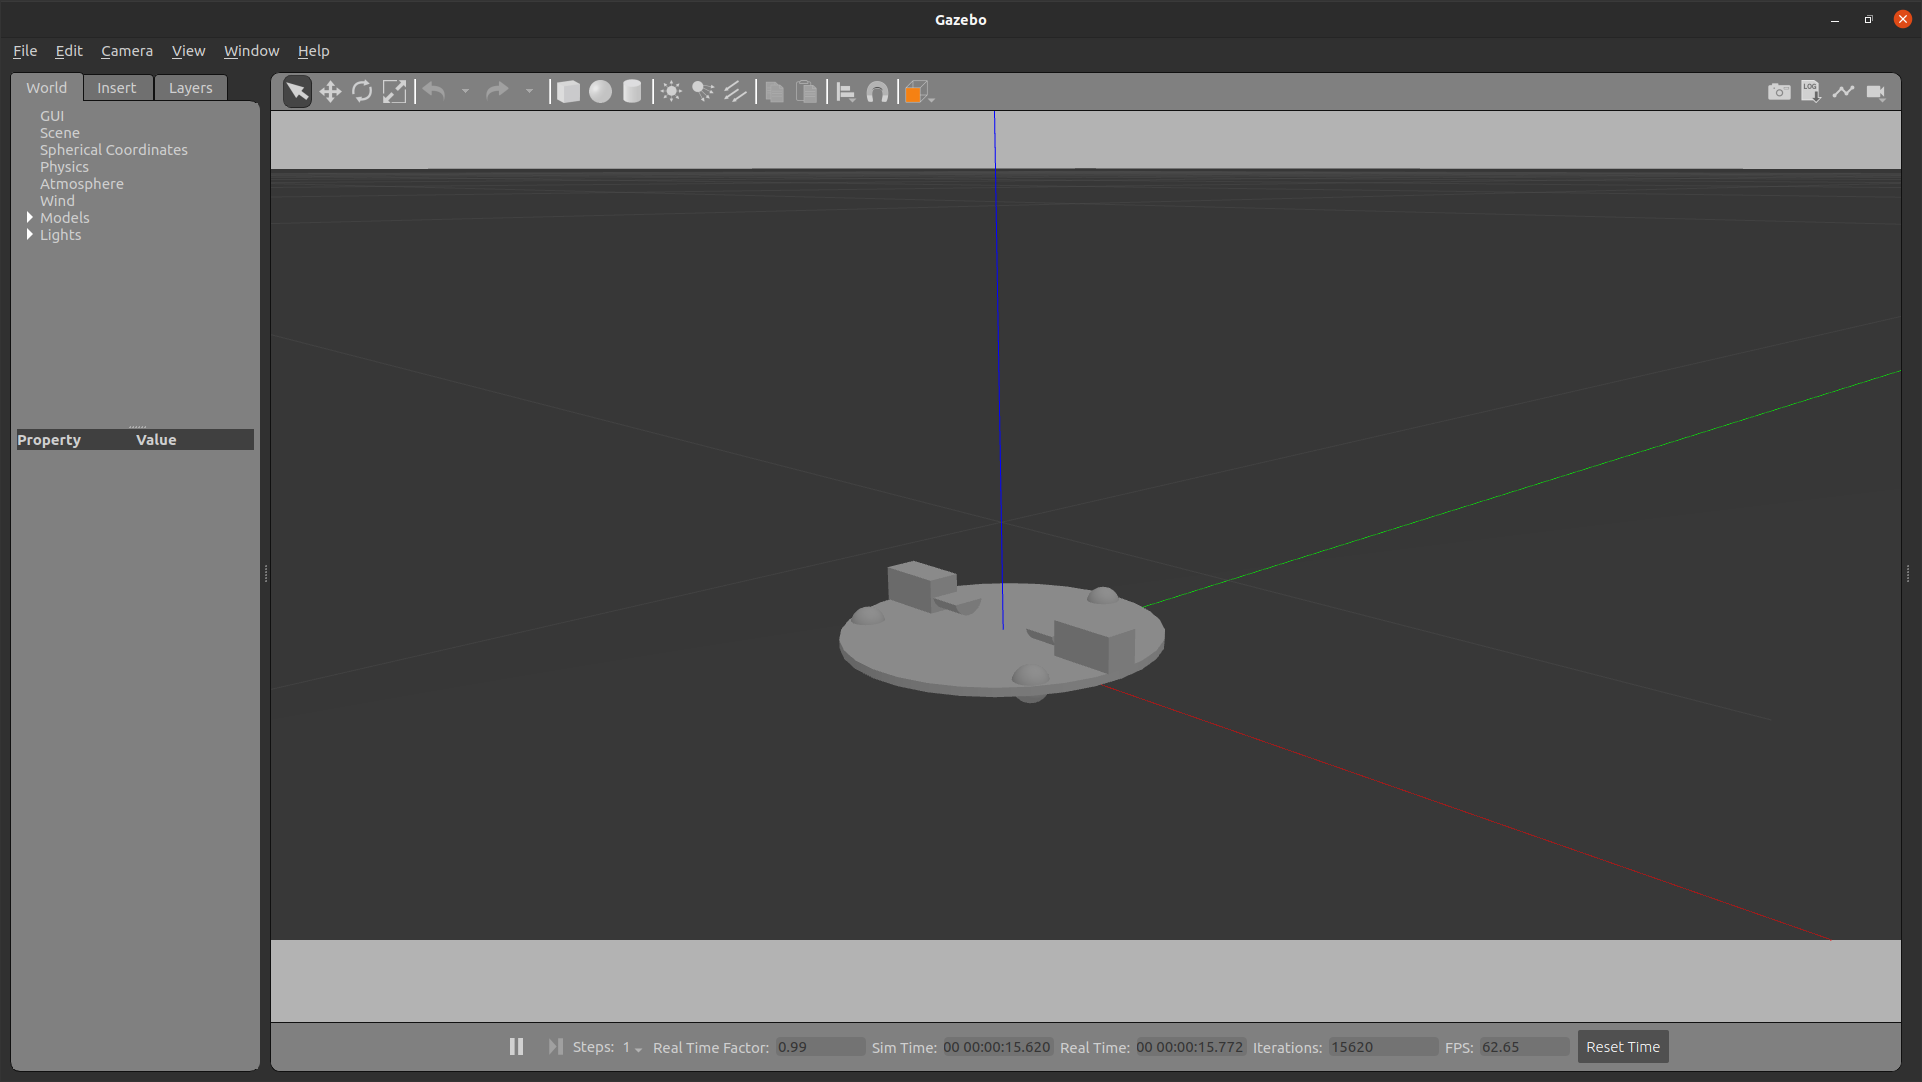 Gazebo
File Edit Camera View Window Help
World Insert Layers
GUI
Scene
Spherical Coordinates
Physics
Atmosphere
Wind
Models
Lights
Property Value
LOG
Steps: 1 Real Time Factor: 0.99 Sim Time: 00 00:00:15.620 Real Time: 00 00:00:15.772 Iterations: 15620 FPS: 62.65 Reset Time